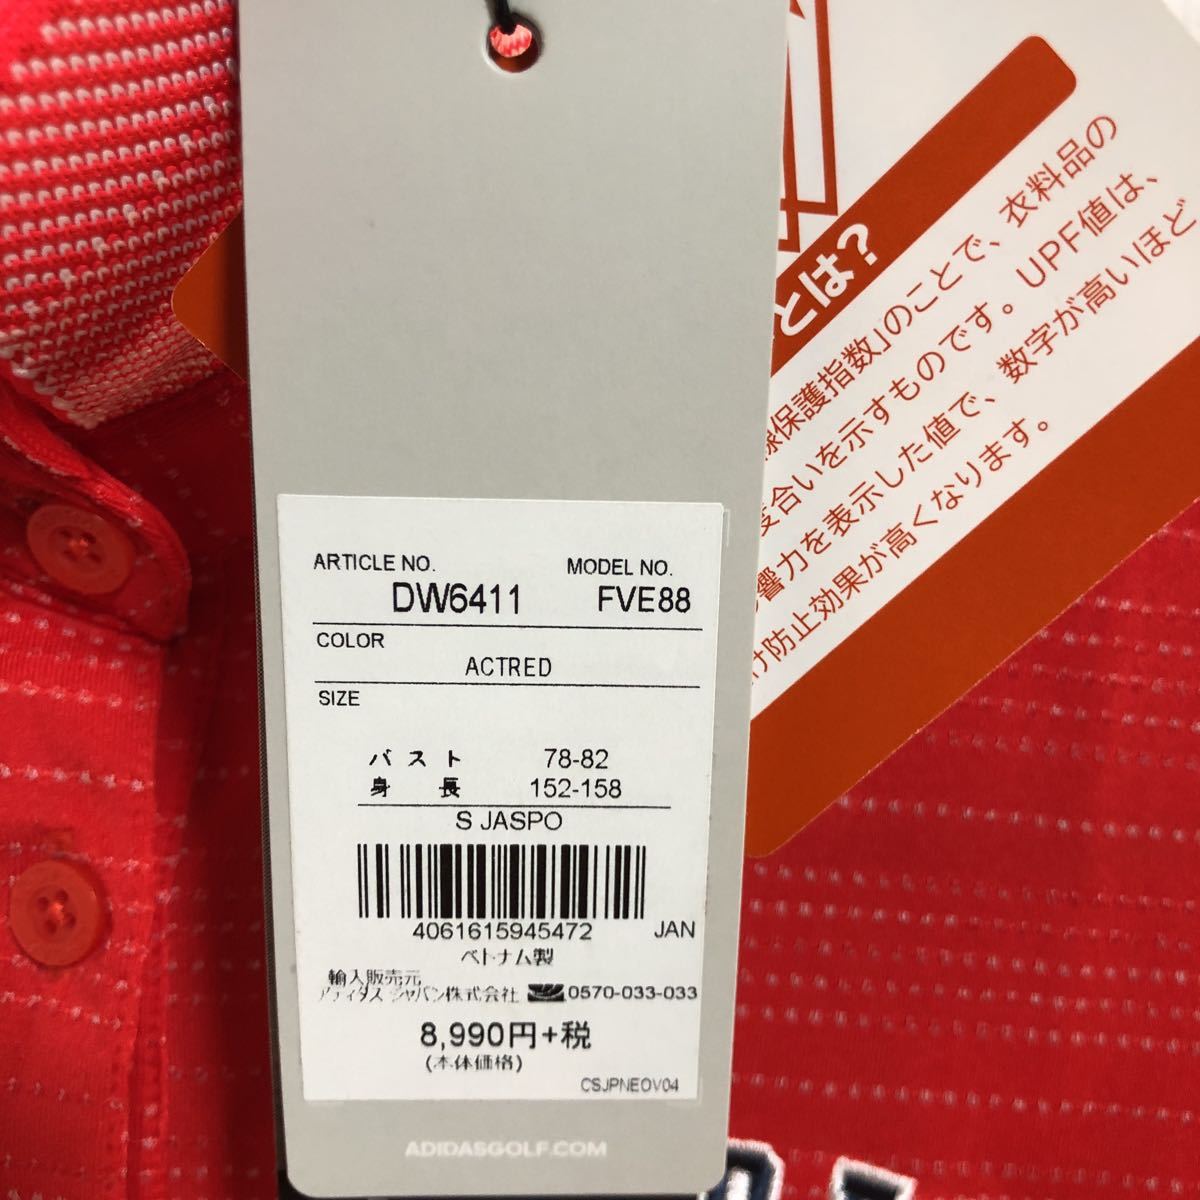 とは?
線保護指数」のことで、衣料品の
度合いを示すものです。UPF値は、
影響力を表示した値で、数字が高いほど
け防止効果が高くなります。
ARTICLE NO. MODEL NO.
DW6411 FVE88
COLOR
ACTRED
SIZE
バスト 78-82
身長 152-158
S JASPO
4061615945472 JAN
ベトナム製
輸入販売元
アディダス ジャパン株式会社 0570-033-033
8,990円+税
(本体価格)
CSJPNEOV04
ADIDASGOLF.COM